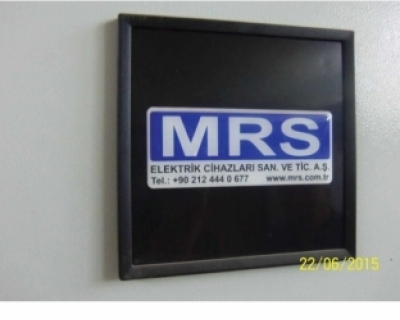 MRS
ELEKTRİK CİHAZLARI SAN. VE TİC. A.Ş.
Tel.: +90 212 444 0 677 www.mrs.com.tr
22/06/2015